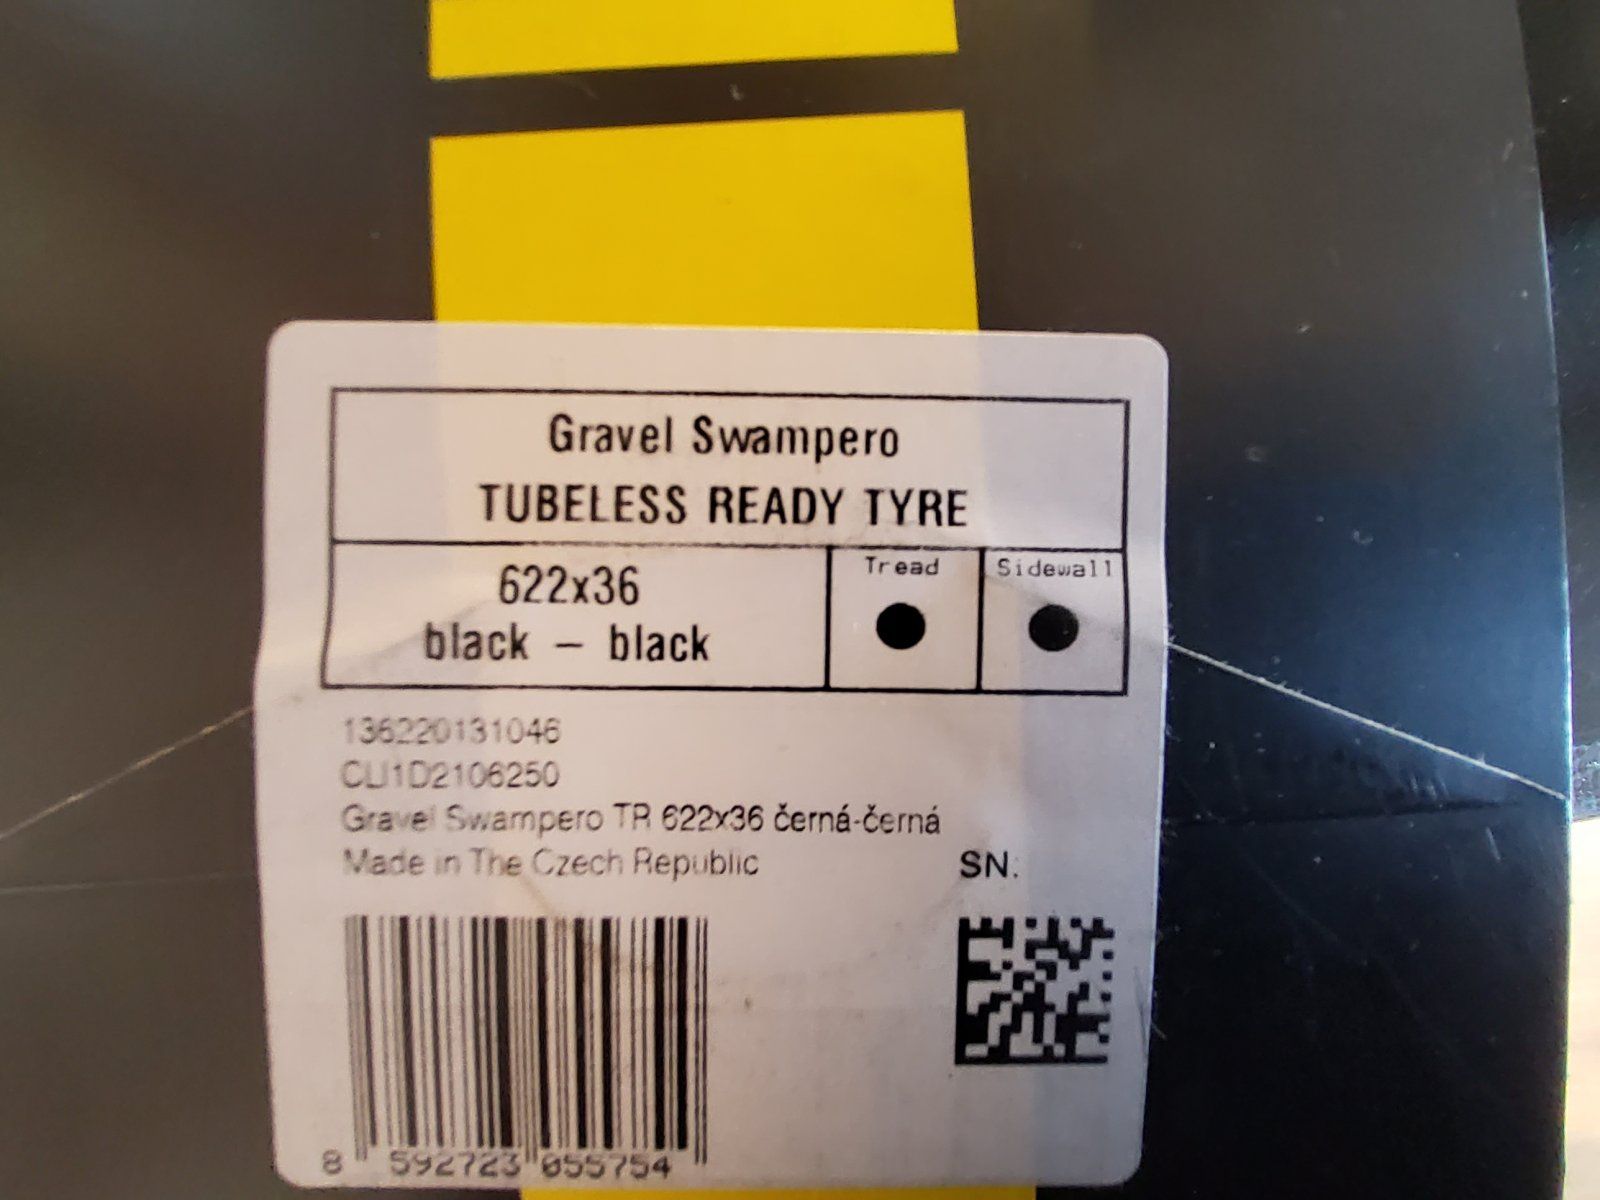 Gravel Swampero
TUBELESS READY TYRE
622x36
black – black
Tread
Sidewall
136220131046
CLI1D2106250
Gravel Swampero TR 622x36 černá-černá
Made in The Czech Republic
SN:
8 592723 055754